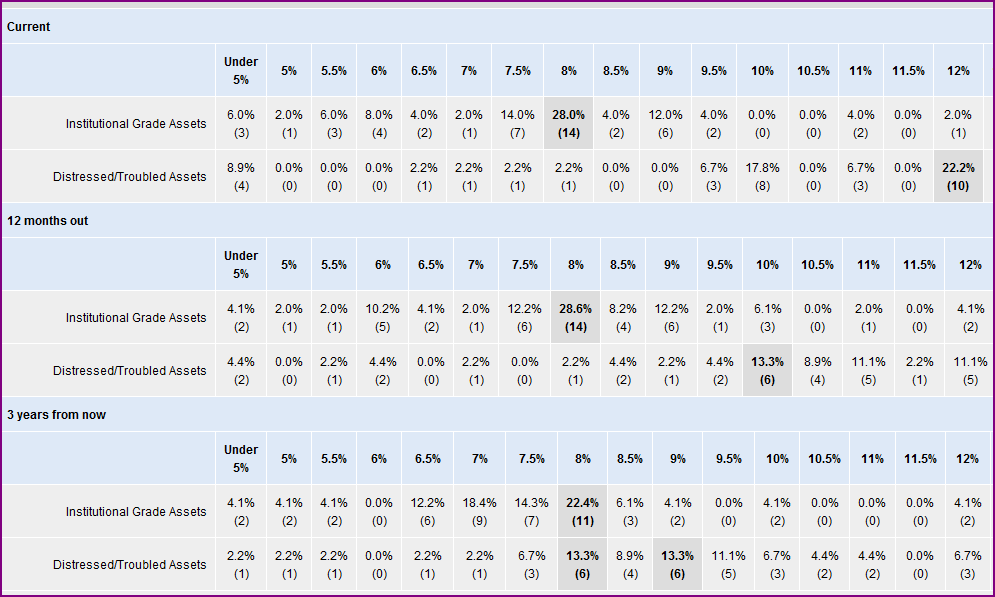 Current
Under 5% 5% 5.5% 6% 6.5% 7% 7.5% 8% 8.5% 9% 9.5% 10% 10.5% 11% 11.5% 12%
Institutional Grade Assets 6.0% (3) 2.0% (1) 6.0% (3) 8.0% (4) 4.0% (2) 2.0% (1) 14.0% (7) 28.0% (14) 4.0% (2) 12.0% (6) 4.0% (2) 0.0% (0) 0.0% (0) 4.0% (2) 0.0% (0) 2.0% (1)
Distressed/Troubled Assets 8.9% (4) 0.0% (0) 0.0% (0) 0.0% (0) 2.2% (1) 2.2% (1) 2.2% (1) 2.2% (1) 0.0% (0) 0.0% (0) 6.7% (3) 17.8% (8) 0.0% (0) 6.7% (3) 0.0% (0) 22.2% (10)
12 months out
Under 5% 5% 5.5% 6% 6.5% 7% 7.5% 8% 8.5% 9% 9.5% 10% 10.5% 11% 11.5% 12%
Institutional Grade Assets 4.1% (2) 2.0% (1) 2.0% (1) 10.2% (5) 4.1% (2) 2.0% (1) 12.2% (6) 28.6% (14) 8.2% (4) 12.2% (6) 2.0% (1) 6.1% (3) 0.0% (0) 2.0% (1) 0.0% (0) 4.1% (2)
Distressed/Troubled Assets 4.4% (2) 0.0% (0) 2.2% (1) 4.4% (2) 0.0% (0) 2.2% (1) 0.0% (0) 2.2% (1) 4.4% (2) 2.2% (1) 4.4% (2) 13.3% (6) 8.9% (4) 11.1% (5) 2.2% (1) 11.1% (5)
3 years from now
Under 5% 5% 5.5% 6% 6.5% 7% 7.5% 8% 8.5% 9% 9.5% 10% 10.5% 11% 11.5% 12%
Institutional Grade Assets 4.1% (2) 4.1% (2) 4.1% (2) 0.0% (0) 12.2% (6) 18.4% (9) 14.3% (7) 22.4% (11) 6.1% (3) 4.1% (2) 0.0% (0) 4.1% (2) 0.0% (0) 0.0% (0) 0.0% (0) 4.1% (2)
Distressed/Troubled Assets 2.2% (1) 2.2% (1) 2.2% (1) 0.0% (0) 2.2% (1) 2.2% (1) 6.7% (3) 13.3% (6) 8.9% (4) 13.3% (6) 11.1% (5) 6.7% (3) 4.4% (2) 4.4% (2) 0.0% (0) 6.7% (3)